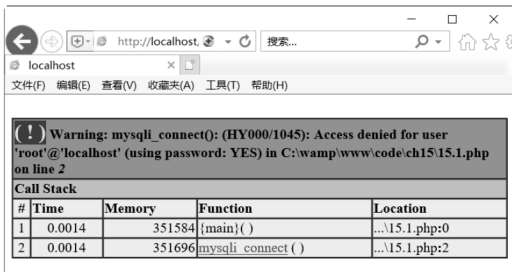 http://localhost,
搜索...
localhost
文件(F) 编辑(E) 查看(V) 收藏夹(A) 工具(T) 帮助(H)
( ! ) Warning: mysqli_connect(): (HY000/1045): Access denied for user
'root'@'localhost' (using password: YES) in C:\wamp\www\code\ch15\15.1.php
on line 2
Call Stack
# Time Memory Function Location
1 0.0014 351584 {main}( ) ...\15.1.php:0
2 0.0014 351696 mysqli_connect ( ) ...\15.1.php:2